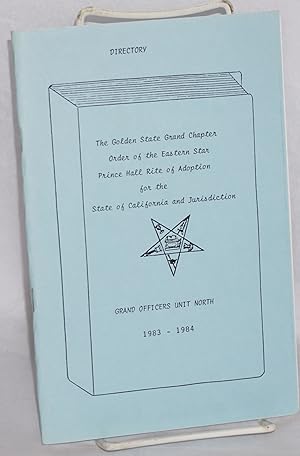 DIRECTORY
The Golden State Grand Chapter
Order of the Eastern Star
Prince Hall Rite of Adoption
for the
State of California and Jurisdiction
GRAND OFFICERS UNIT NORTH
1983 - 1984